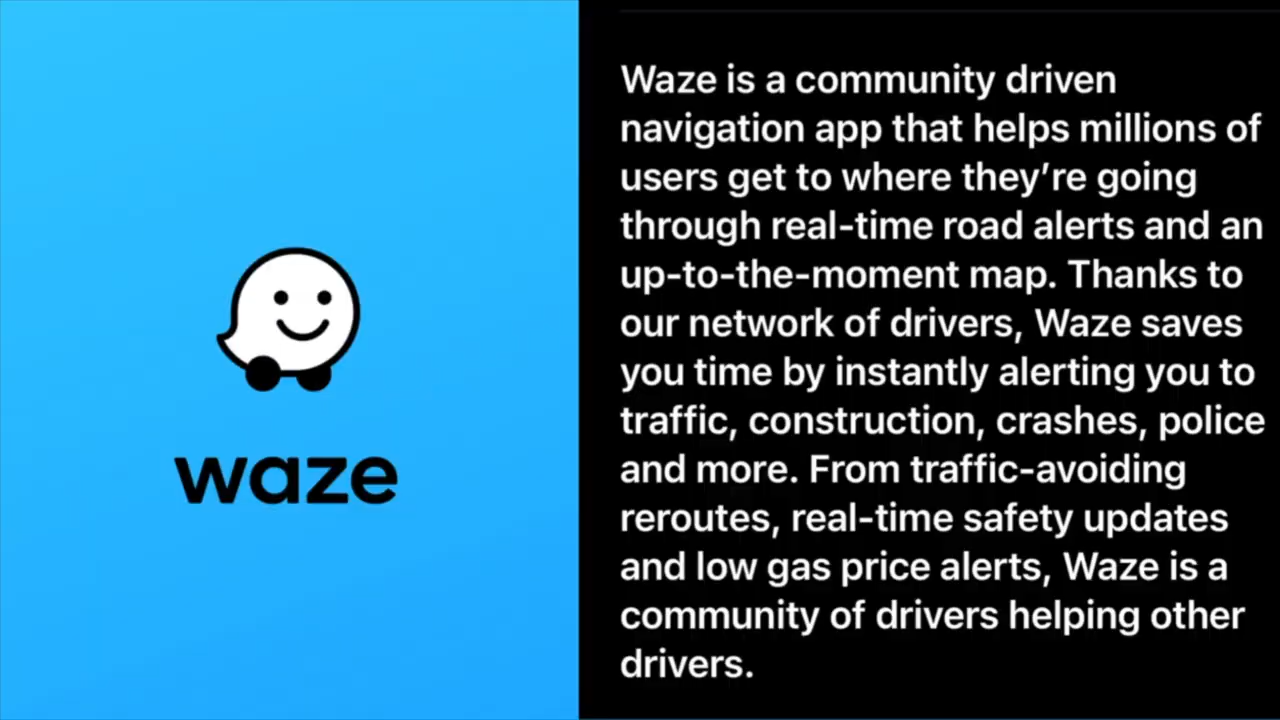 waze
Waze is a community driven
navigation app that helps millions of
users get to where they’re going
through real-time road alerts and an
up-to-the-moment map. Thanks to
our network of drivers, Waze saves
you time by instantly alerting you to
traffic, construction, crashes, police
and more. From traffic-avoiding
reroutes, real-time safety updates
and low gas price alerts, Waze is a
community of drivers helping other
drivers.